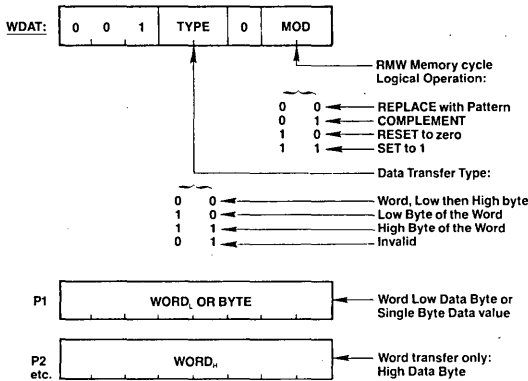 WDAT: 0 0 1 TYPE 0 MOD
RMW Memory cycle
Logical Operation:
0 0 REPLACE with Pattern
0 1 COMPLEMENT
1 0 RESET to zero
1 1 SET to 1
Data Transfer Type:
0 0 Word, Low then High byte
1 0 Low Byte of the Word
1 1 High Byte of the Word
0 1 Invalid
P1 WORDL OR BYTE Word Low Data Byte or
Single Byte Data value
P2 WORDH Word transfer only:
etc. High Data Byte